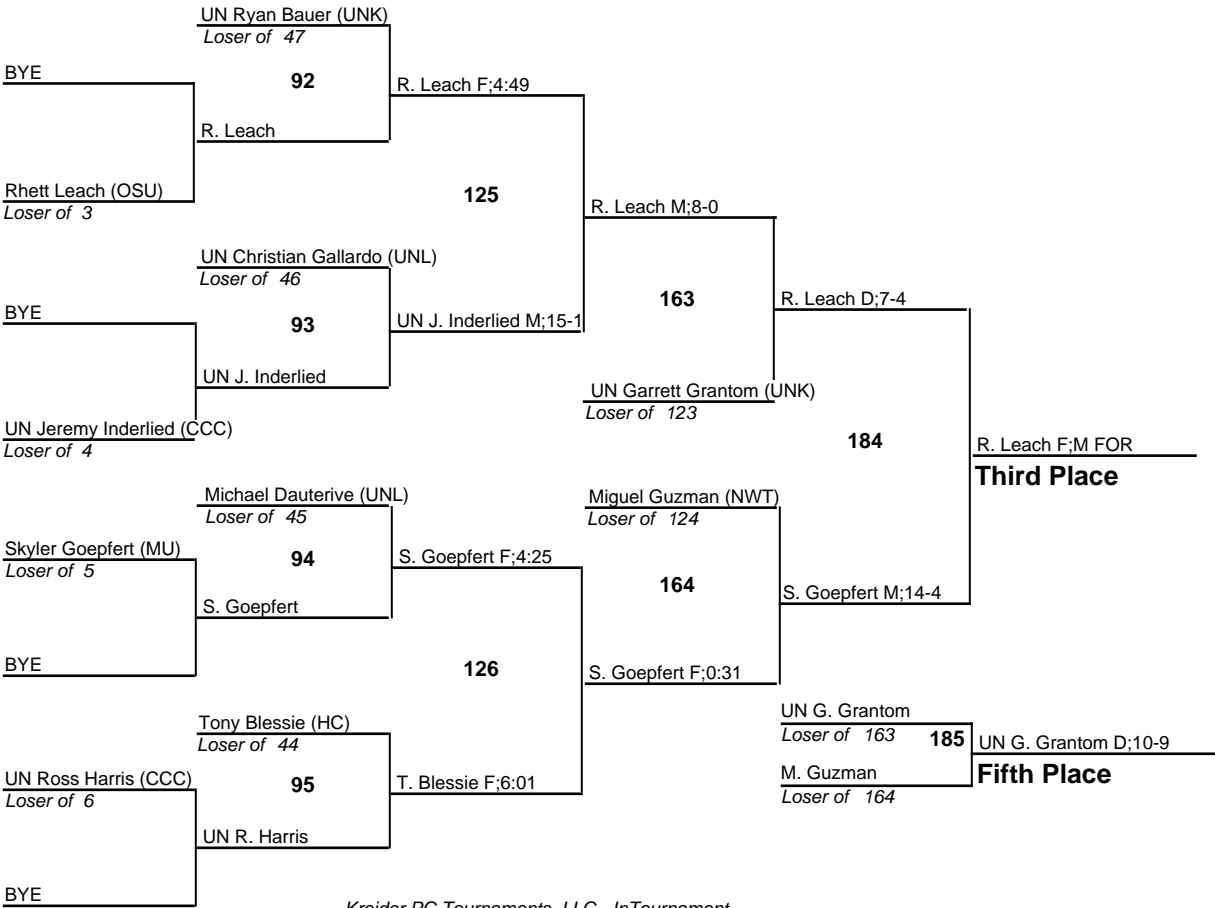 UN Ryan Bauer (UNK)
Loser of 47
BYE
92
R. Leach F;4:49
R. Leach
Rhett Leach (OSU)
Loser of 3
125
R. Leach M;8-0
UN Christian Gallardo (UNL)
Loser of 46
BYE
93
UN J. Inderlied M;15-1
163
R. Leach D;7-4
UN J. Inderlied
UN Garrett Grantom (UNK)
Loser of 123
UN Jeremy Inderlied (CCC)
Loser of 4
184
R. Leach F;M FOR
Third Place
Michael Dauterive (UNL)
Loser of 45
Miguel Guzman (NWT)
Loser of 124
Skyler Goepfert (MU)
Loser of 5
94
S. Goepfert F;4:25
164
S. Goepfert M;14-4
S. Goepfert
BYE
126
S. Goepfert F;0:31
Tony Blessie (HC)
Loser of 44
UN G. Grantom
Loser of 163
185
UN G. Grantom D;10-9
Fifth Place
UN Ross Harris (CCC)
Loser of 6
95
T. Blessie F;6:01
M. Guzman
Loser of 164
UN R. Harris
BYE
Kreider PC Tournaments, LLC - InTournament